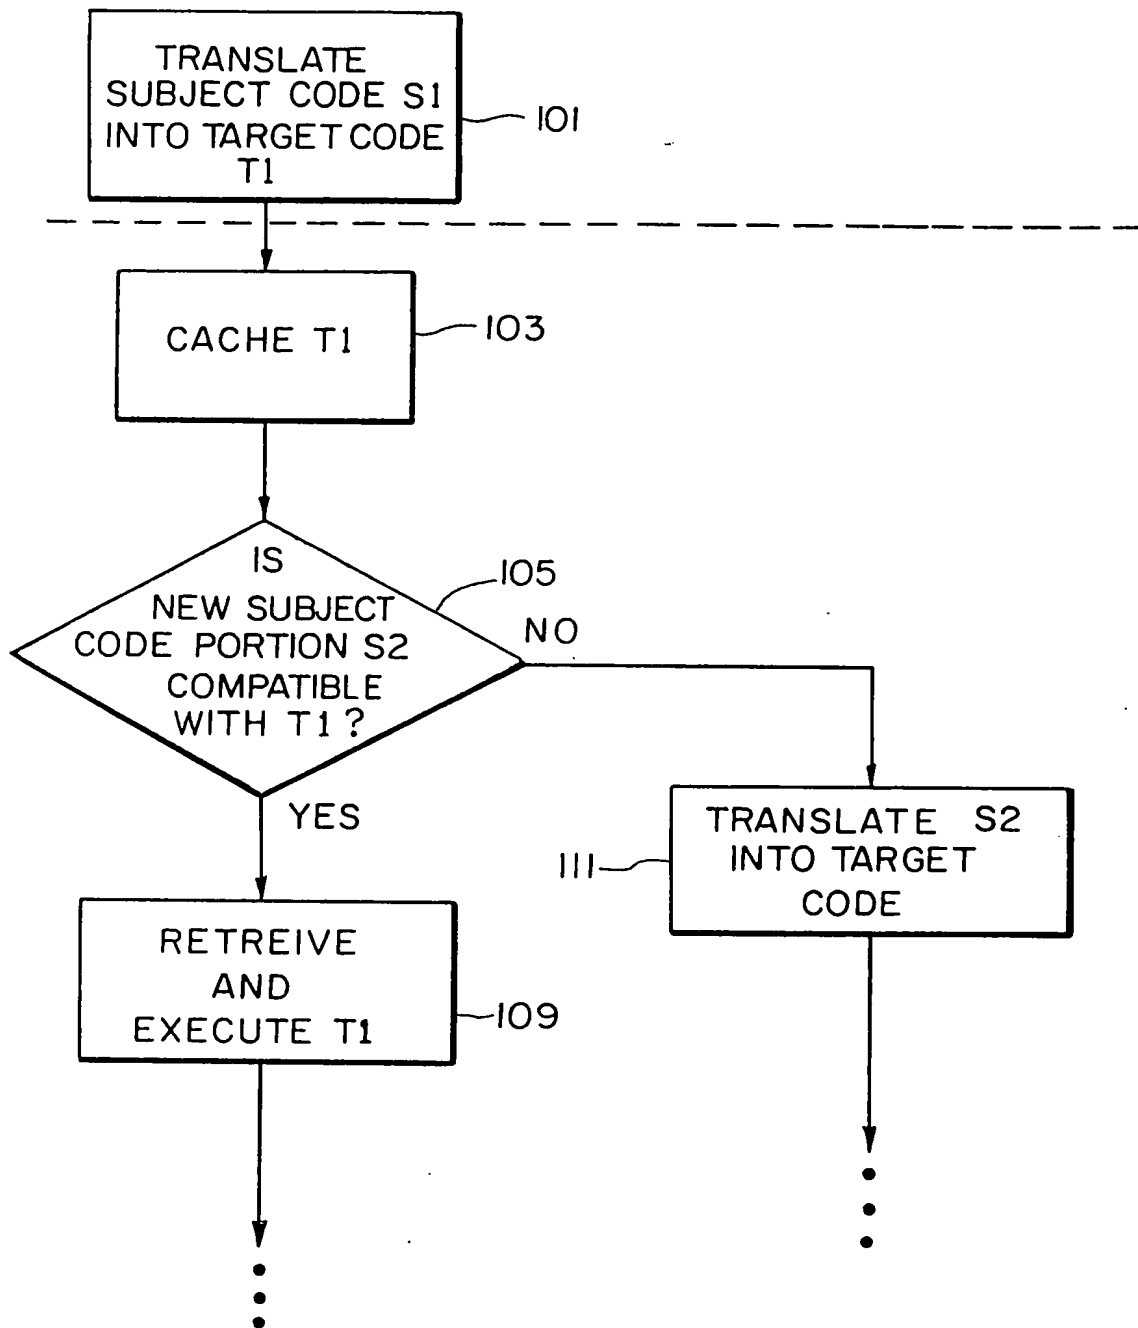 TRANSLATE
SUBJECT CODE S1
INTO TARGET CODE
T1
101
CACHE T1
103
IS
NEW SUBJECT
CODE PORTION S2
COMPATIBLE
WITH T1?
105
NO
YES
TRANSLATE S2
INTO TARGET
CODE
111
RETREIVE
AND
EXECUTE T1
109